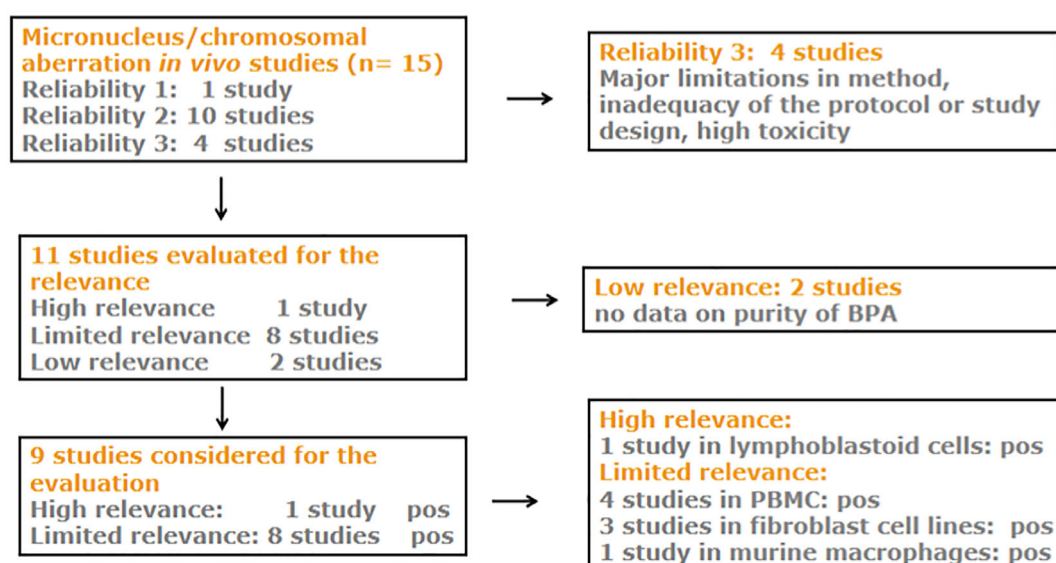 Micronucleus/chromosomal
aberration in vivo studies (n= 15)
Reliability 1: 1 study
Reliability 2: 10 studies
Reliability 3: 4 studies
Reliability 3: 4 studies
Major limitations in method,
inadequacy of the protocol or study
design, high toxicity
11 studies evaluated for the
relevance
High relevance 1 study
Limited relevance 8 studies
Low relevance 2 studies
Low relevance: 2 studies
no data on purity of BPA
9 studies considered for the
evaluation
High relevance: 1 study pos
Limited relevance: 8 studies pos
High relevance:
1 study in lymphoblastoid cells: pos
Limited relevance:
4 studies in PBMC: pos
3 studies in fibroblast cell lines: pos
1 study in murine macrophages: pos